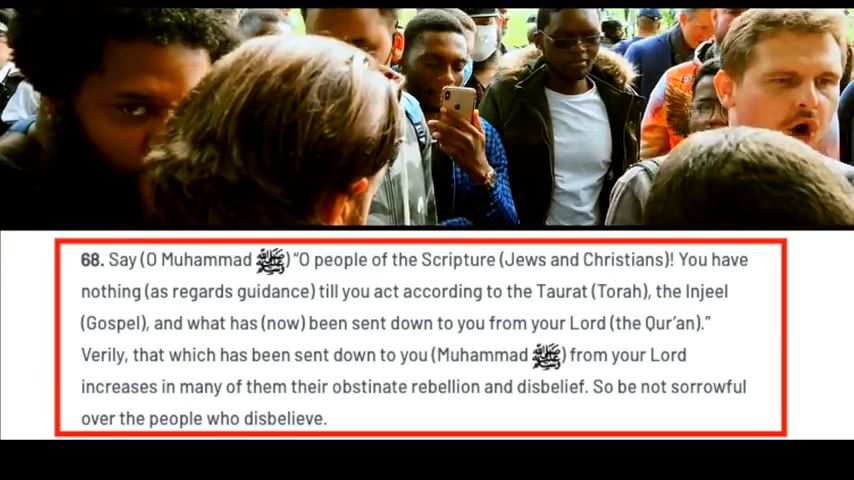 68. Say (O Muhammad ﷺ) “O people of the Scripture (Jews and Christians)! You have
nothing (as regards guidance) till you act according to the Taurat (Torah), the Injeel
(Gospel), and what has (now) been sent down to you from your Lord (the Qur’an).”
Verily, that which has been sent down to you (Muhammad ﷺ) from your Lord
increases in many of them their obstinate rebellion and disbelief. So be not sorrowful
over the people who disbelieve.